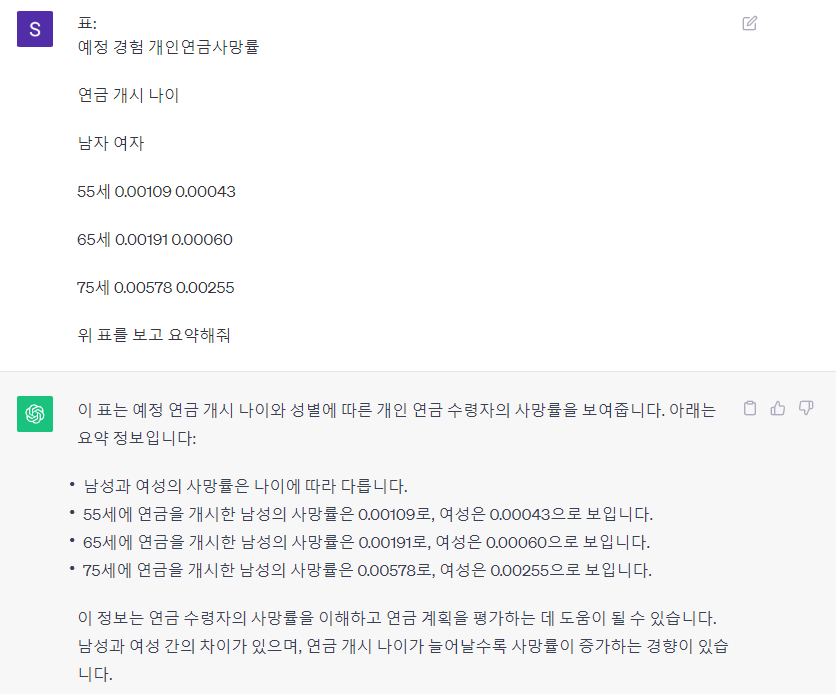 S
표:
예정 경험 개인연금사망률
연금 개시 나이
남자 여자
55세 0.00109 0.00043
65세 0.00191 0.00060
75세 0.00578 0.00255
위 표를 보고 요약해줘
이 표는 예정 연금 개시 나이와 성별에 따른 개인 연금 수령자의 사망률을 보여줍니다. 아래는
요약 정보입니다:
• 남성과 여성의 사망률은 나이에 따라 다릅니다.
• 55세에 연금을 개시한 남성의 사망률은 0.00109로, 여성은 0.00043으로 보입니다.
• 65세에 연금을 개시한 남성의 사망률은 0.00191로, 여성은 0.00060으로 보입니다.
• 75세에 연금을 개시한 남성의 사망률은 0.00578로, 여성은 0.00255로 보입니다.
이 정보는 연금 수령자의 사망률을 이해하고 연금 계획을 평가하는 데 도움이 될 수 있습니다.
남성과 여성 간의 차이가 있으며, 연금 개시 나이가 늘어날수록 사망률이 증가하는 경향이 있습
니다.